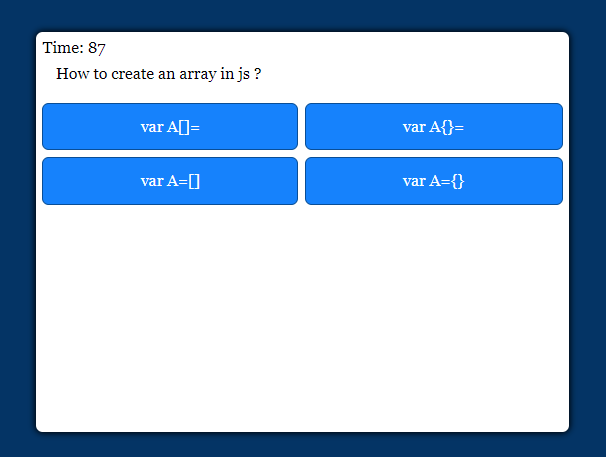 Time: 87
How to create an array in js ?
var A[]=
var A{}=
var A=[]
var A={}